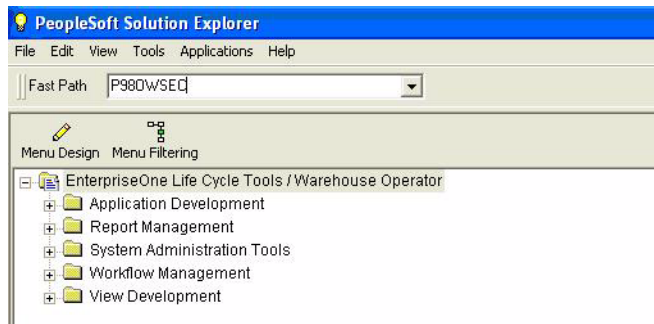 PeopleSoft Solution Explorer
File Edit View Tools Applications Help
Fast Path P98OWSEC
Menu Design Menu Filtering
EnterpriseOne Life Cycle Tools / Warehouse Operator
Application Development
Report Management
System Administration Tools
Workflow Management
View Development